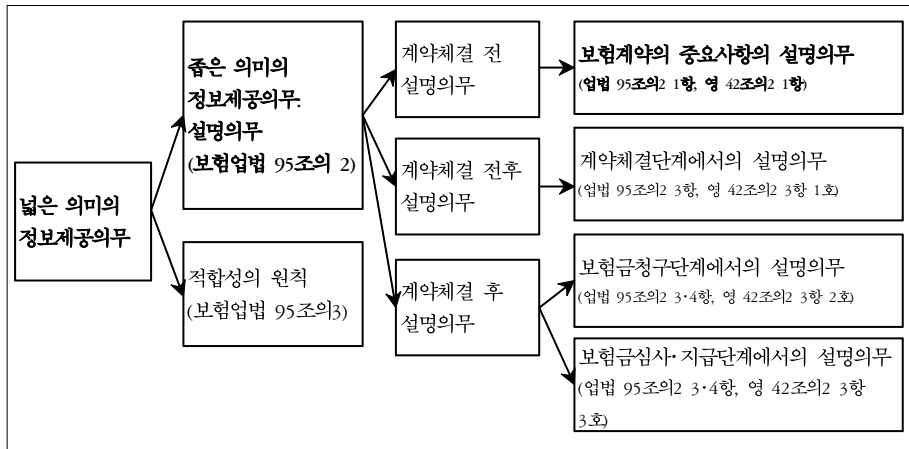 넓은 의미의
정보제공의무
좁은 의미의
정보제공의무:
설명의무
(보험업법 95조의 2)
적합성의 원칙
(보험업법 95조의3)
계약체결 전
설명의무
계약체결 전후
설명의무
계약체결 후
설명의무
보험계약의 중요사항의 설명의무
(업법 95조의2 1항, 영 42조의2 1항)
계약체결단계에서의 설명의무
(업법 95조의2 3항, 영 42조의2 3항 1호)
보험금청구단계에서의 설명의무
(업법 95조의2 3·4항, 영 42조의2 3항 2호)
보험금심사·지급단계에서의 설명의무
(업법 95조의2 3·4항, 영 42조의2 3항
3호)